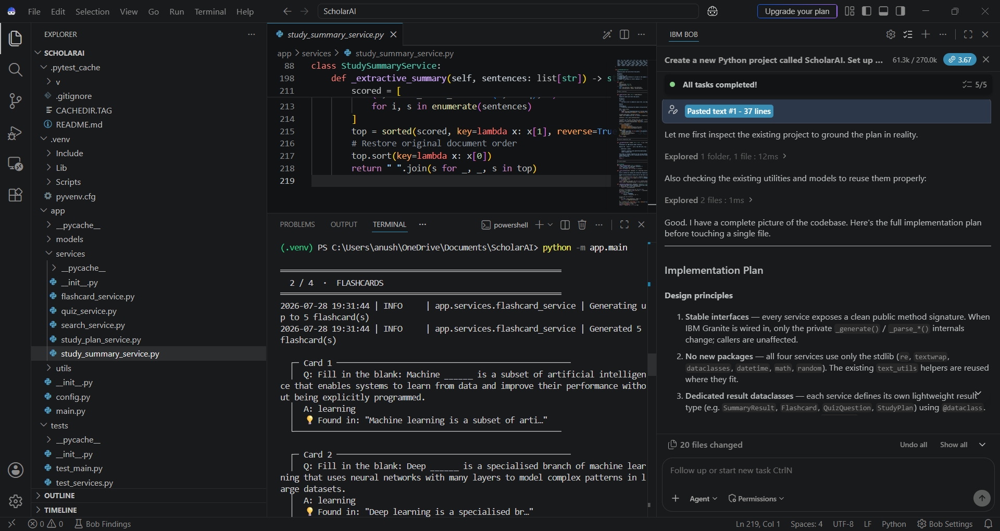 File Edit Selection View Go Run Terminal Help
ScholarAI
Upgrade your plan
EXPLORER
SCHOLARAI
.pytest_cache
v
.gitignore
CACHEDIR.TAG
README.md
.venv
Include
Lib
Scripts
pyvenv.cfg
app
__pycache__
models
services
__pycache__
__init__.py
flashcard_service.py
quiz_service.py
search_service.py
study_plan_service.py
study_summary_service.py
utils
__init__.py
config.py
main.py
tests
__pycache__
__init__.py
test_main.py
test_services.py
OUTLINE
TIMELINE
study_summary_service.py
app > services > study_summary_service.py
88 class StudySummaryService:
198 def _extractive_summary(self, sentences: list[str]) -> s
211 scored = [
213 for i, s in enumerate(sentences)
214 ]
215 top = sorted(scored, key=lambda x: x[1], reverse=Tru
216 # Restore original document order
217 top.sort(key=lambda x: x[0])
218 return " ".join(s for _, _, s in top)
219
PROBLEMS OUTPUT TERMINAL
powershell
(.venv) PS C:\Users\anush\OneDrive\Documents\ScholarAI> python -m app.main
2 / 4 · FLASHCARDS
2026-07-28 19:31:44 | INFO | app.services.flashcard_service | Generating u
p to 5 flashcard(s)
2026-07-28 19:31:44 | INFO | app.services.flashcard_service | Generated 5
flashcard(s)
Card 1
Q: Fill in the blank: Machine ______ is a subset of artificial intelligen
ce that enables systems to learn from data and improve their performance witho
ut being explicitly programmed.
A: learning
💡 Found in: "Machine learning is a subset of arti…"
Card 2
Q: Fill in the blank: Deep ______ is a specialised branch of machine lear
ning that uses neural networks with many layers to model complex patterns in l
arge datasets.
A: learning
💡 Found in: "Deep learning is a specialised br…"
IBM BOB
Create a new Python project called ScholarAI. Set up ... 61.3k / 270.0k 3.67
All tasks completed! 5/5
Pasted text #1 - 37 lines
Let me first inspect the existing project to ground the plan in reality.
Explored 1 folder, 1 file : 12ms >
Also checking the existing utilities and models to reuse them properly:
Explored 2 files : 1ms >
Good. I have a complete picture of the codebase. Here's the full implementation plan
before touching a single file.
Implementation Plan
Design principles
1. Stable interfaces — every service exposes a clean public method signature. When
IBM Granite is wired in, only the private _generate() / _parse_*() internals
change; callers are unaffected.
2. No new packages — all four services use only the stdlib (re, textwrap,
dataclasses, datetime, math, random). The existing text_utils helpers are reused
where they fit.
3. Dedicated result dataclasses — each service defines its own lightweight result
type (e.g. SummaryResult, Flashcard, QuizQuestion, StudyPlan) using @dataclass.
20 files changed Undo all Show all
Follow up or start new task CtrlN
Agent Permissions
0 0 Bob Findings
Ln 219, Col 1 Spaces: 4 UTF-8 LF Python Bob Settings